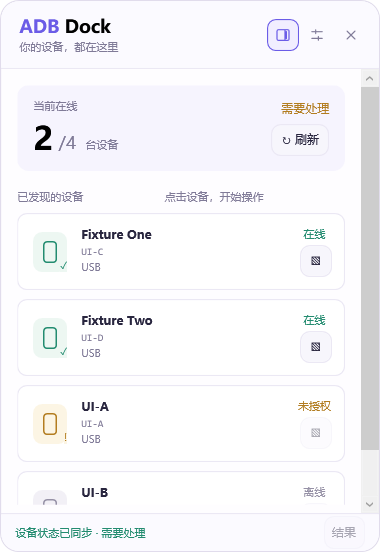 ADB Dock
你的设备，都在这里
当前在线
需要处理
2 /4 台设备
↻ 刷新
已发现的设备
点击设备，开始操作
Fixture One
在线
UI-C
USB
Fixture Two
在线
UI-D
USB
UI-A
未授权
UI-A
USB
UI-B
离线
设备状态已同步 · 需要处理
结果